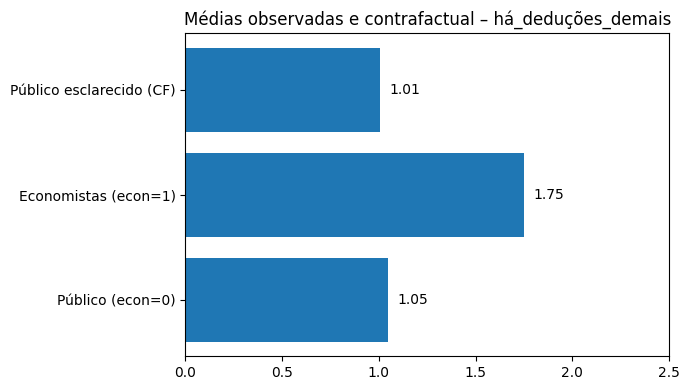 Médias observadas e contrafactual – há_deduções_demais
Público esclarecido (CF)
1.01
Economistas (econ=1)
1.75
Público (econ=0)
1.05
0.0 0.5 1.0 1.5 2.0 2.5